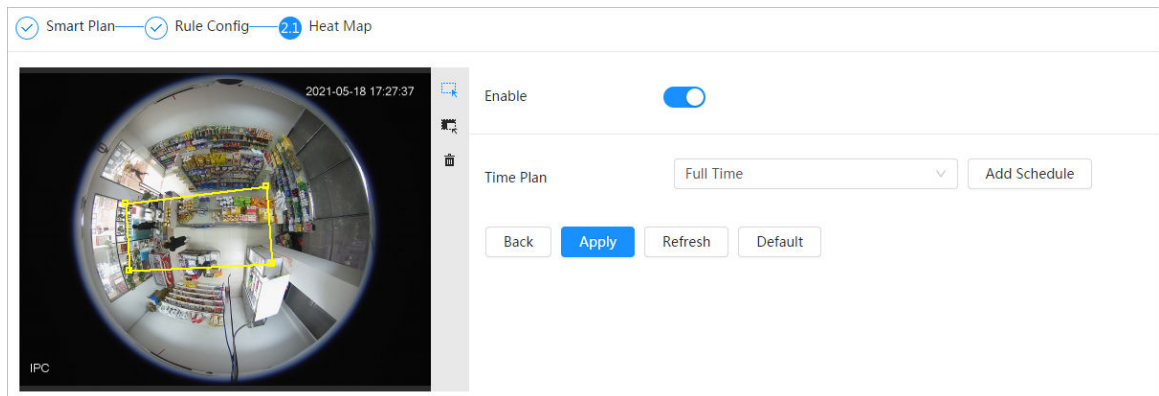 Smart Plan Rule Config 2.1 Heat Map
2021-05-18 17:27:37
Enable
Time Plan Full Time Add Schedule
Back Apply Refresh Default
IPC